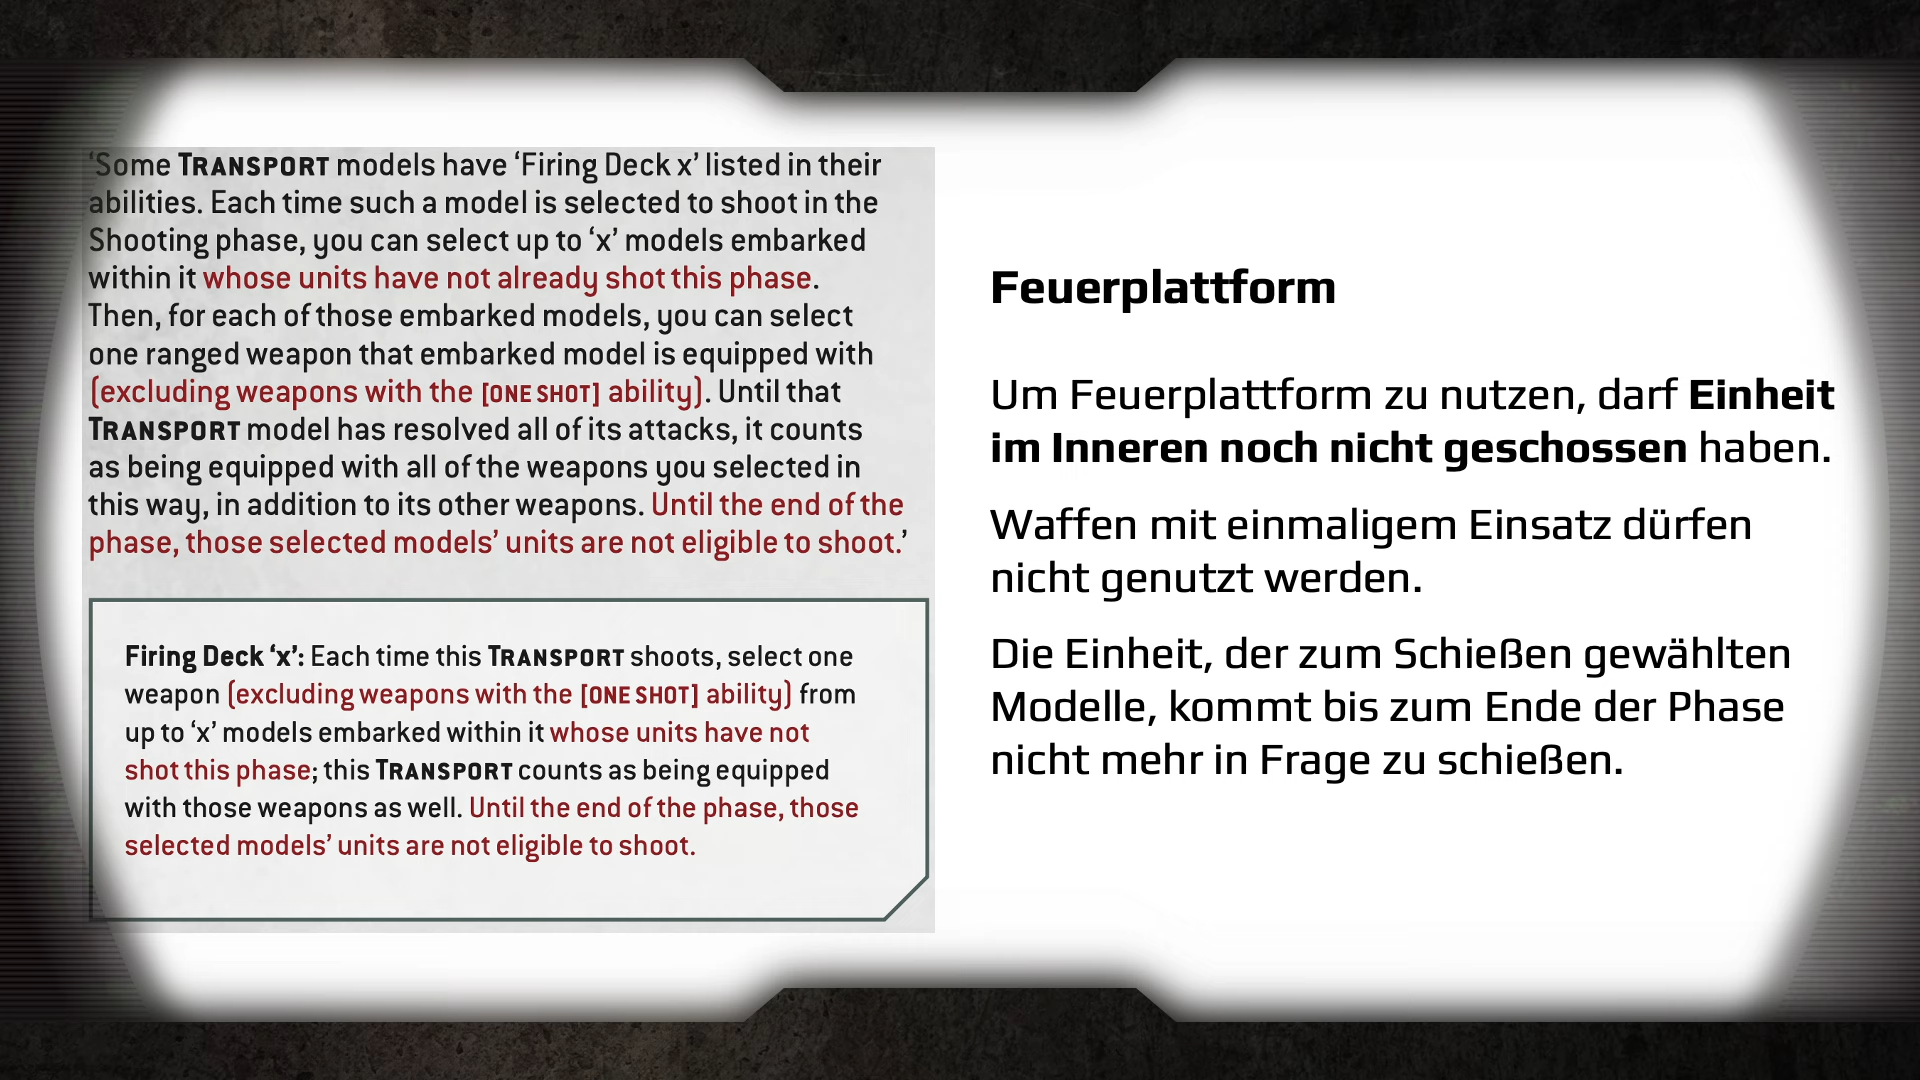 ‘Some TRANSPORT models have ‘Firing Deck x’ listed in their
abilities. Each time such a model is selected to shoot in the
Shooting phase, you can select up to ‘x’ models embarked
within it whose units have not already shot this phase.
Then, for each of those embarked models, you can select
one ranged weapon that embarked model is equipped with
(excluding weapons with the [ONE SHOT] ability). Until that
TRANSPORT model has resolved all of its attacks, it counts
as being equipped with all of the weapons you selected in
this way, in addition to its other weapons. Until the end of the
phase, those selected models’ units are not eligible to shoot.’
Firing Deck ‘x’: Each time this TRANSPORT shoots, select one
weapon (excluding weapons with the [ONE SHOT] ability) from
up to ‘x’ models embarked within it whose units have not
shot this phase; this TRANSPORT counts as being equipped
with those weapons as well. Until the end of the phase, those
selected models’ units are not eligible to shoot.
Feuerplattform
Um Feuerplattform zu nutzen, darf Einheit
im Inneren noch nicht geschossen haben.
Waffen mit einmaligem Einsatz dürfen
nicht genutzt werden.
Die Einheit, der zum Schießen gewählten
Modelle, kommt bis zum Ende der Phase
nicht mehr in Frage zu schießen.